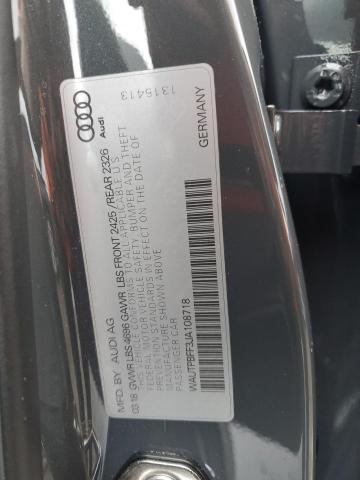 Audi
1315413
MFD. BY AUDI AG
03.18 GVWR LBS 4696 GAWR LBS FRONT 2425 / REAR 2326
THIS VEHICLE CONFORMS TO ALL APPLICABLE U.S.
FEDERAL MOTOR VEHICLE SAFETY, BUMPER AND THEFT
PREVENTION STANDARDS IN EFFECT ON THE DATE OF
MANUFACTURE SHOWN ABOVE
PASSENGER CAR
WAUTPBFF3JA108718
GERMANY